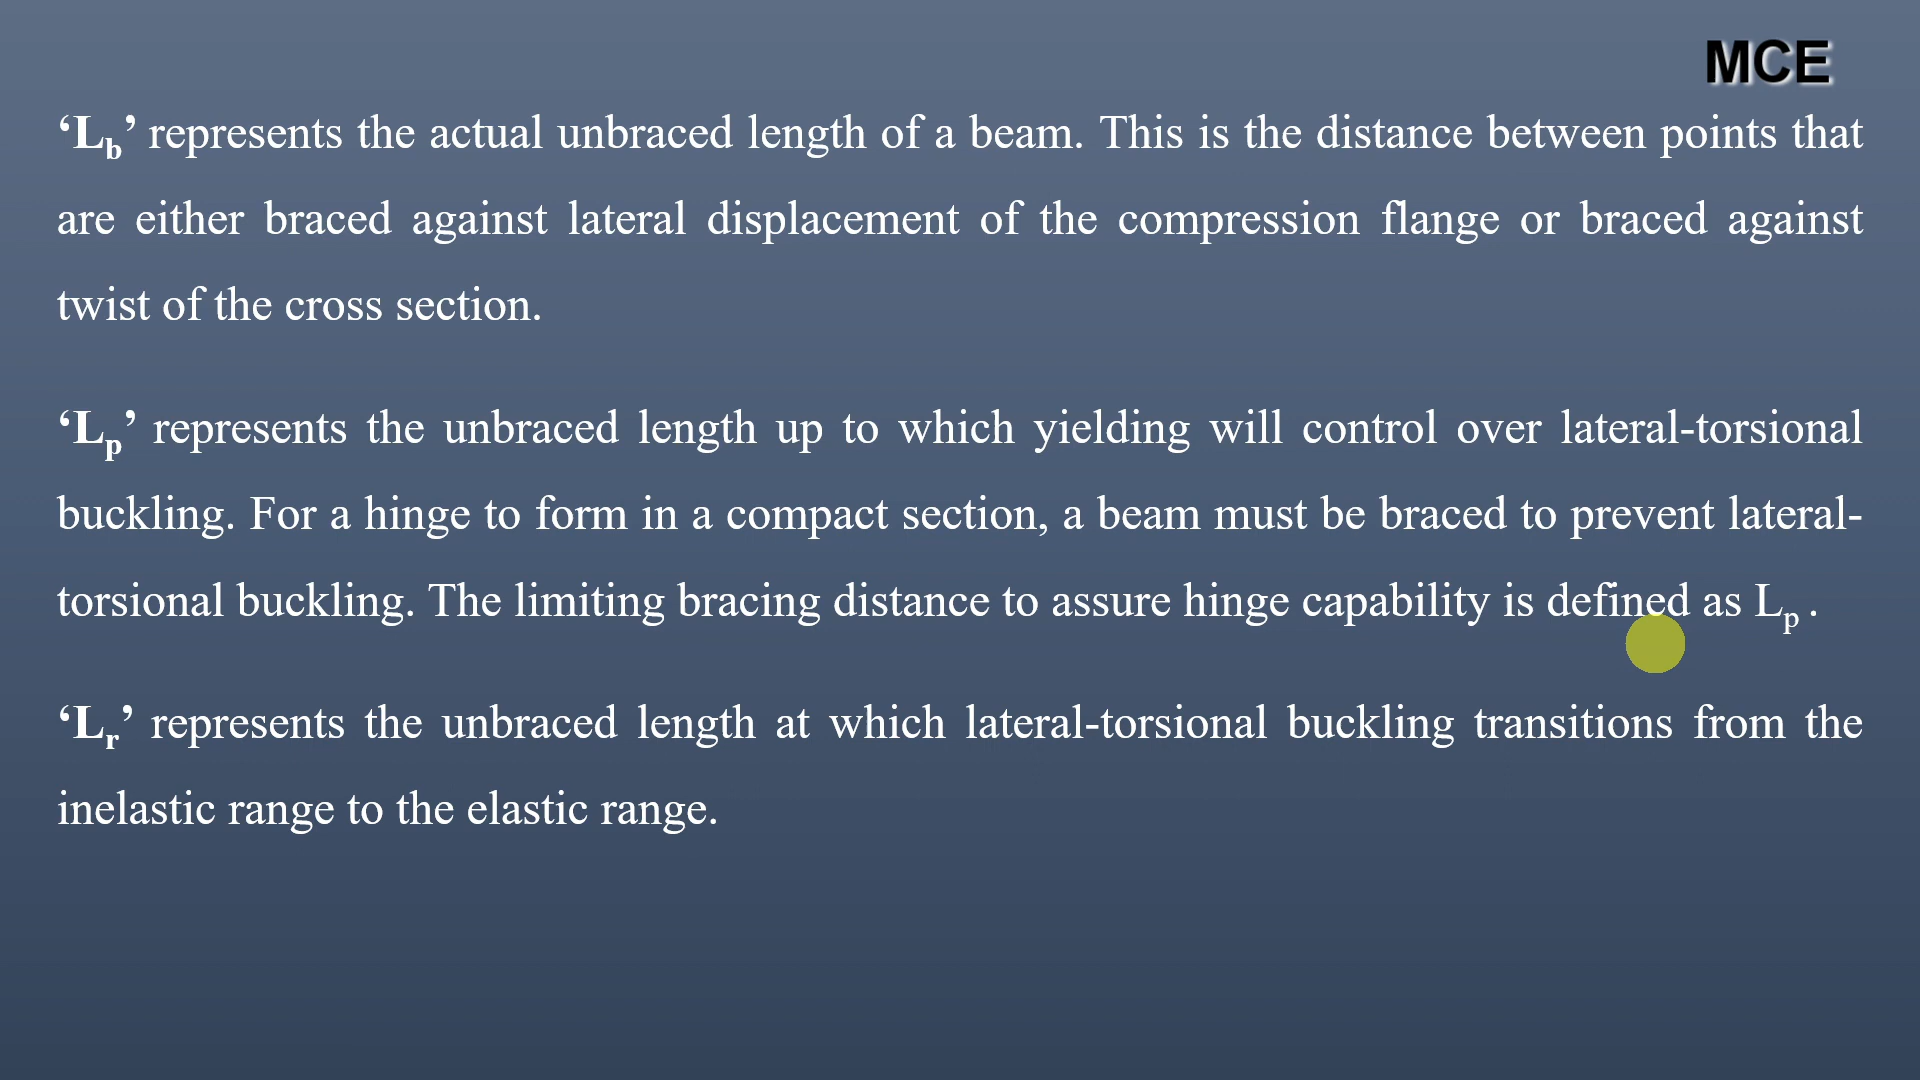 MCE
‘Lb’ represents the actual unbraced length of a beam. This is the distance between points that
are either braced against lateral displacement of the compression flange or braced against
twist of the cross section.
‘Lp’ represents the unbraced length up to which yielding will control over lateral-torsional
buckling. For a hinge to form in a compact section, a beam must be braced to prevent lateral-
torsional buckling. The limiting bracing distance to assure hinge capability is defined as Lp .
‘Lr’ represents the unbraced length at which lateral-torsional buckling transitions from the
inelastic range to the elastic range.